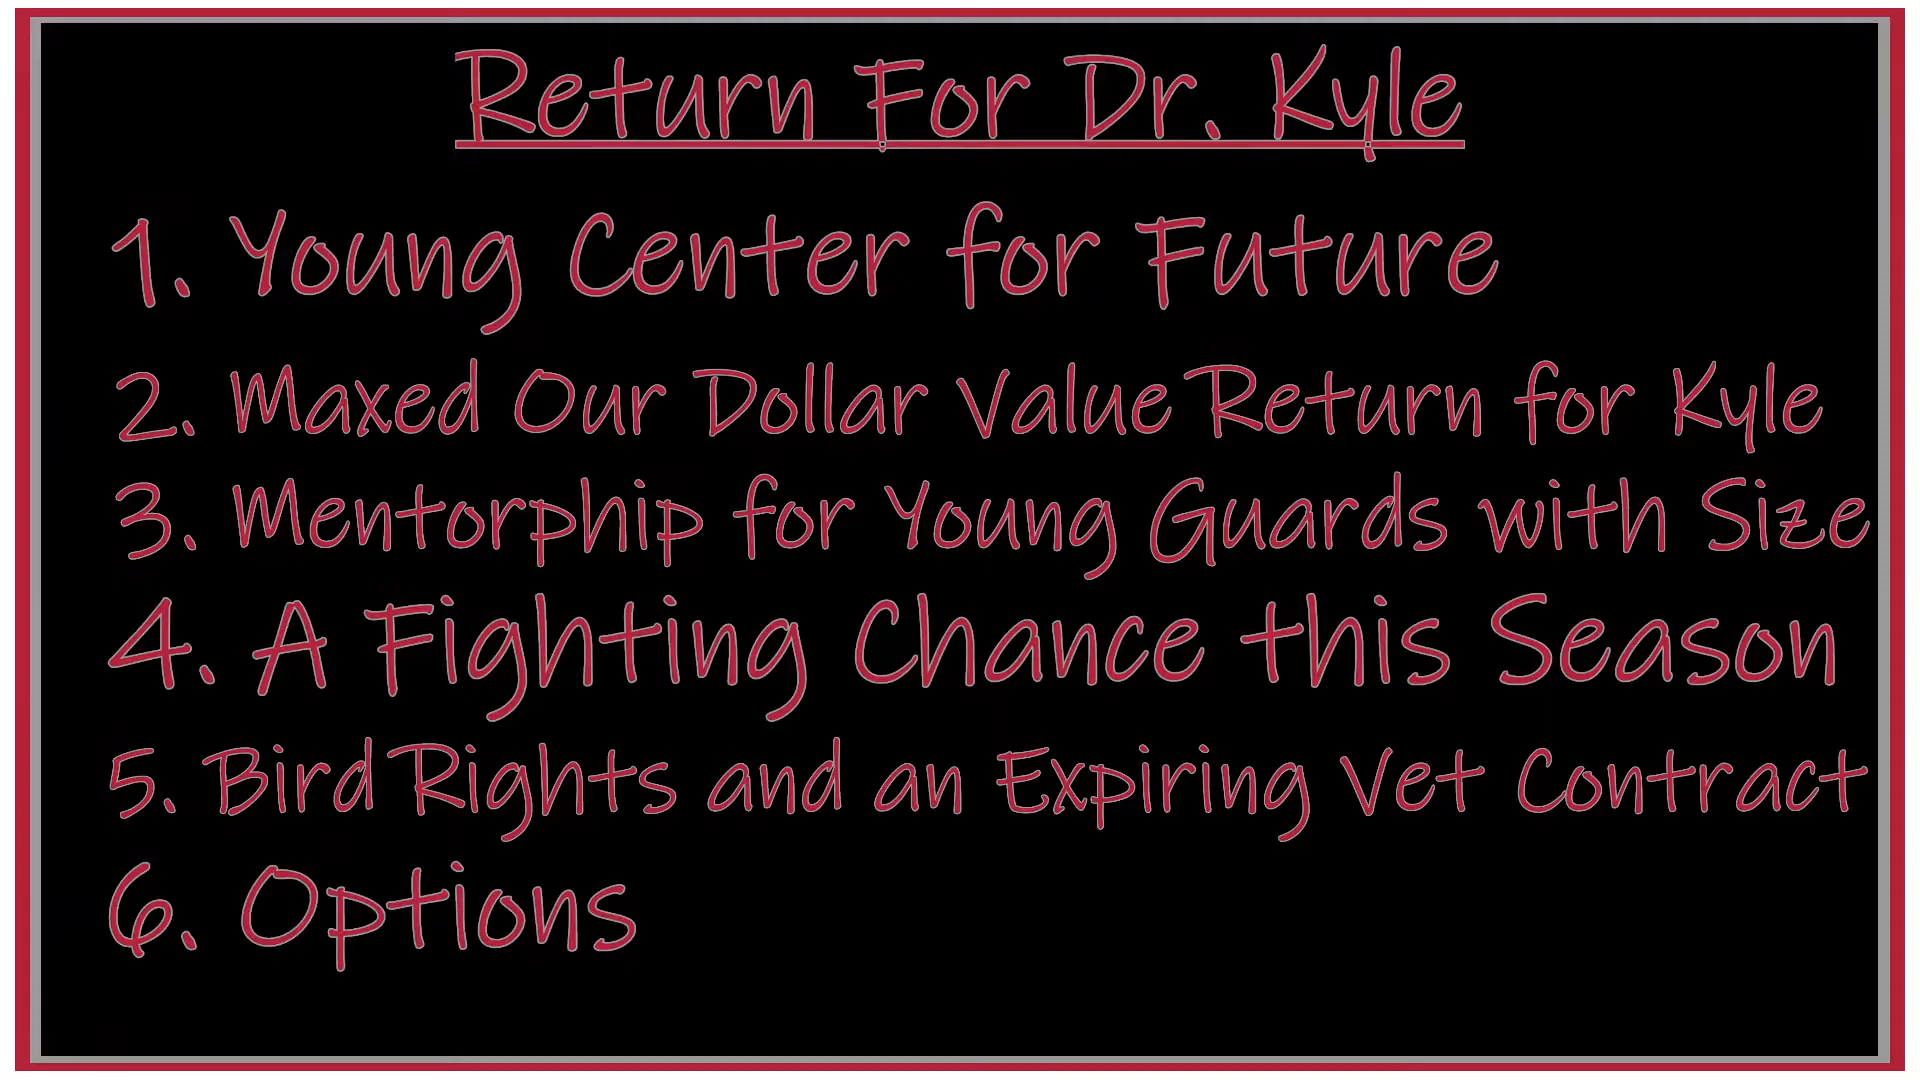 Return For Dr. Kyle
1. Young Center for Future
2. Maxed Our Dollar Value Return for Kyle
3. Mentorphip for Young Guards with Size
4. A Fighting Chance this Season
5. Bird Rights and an Expiring Vet Contract
6. Options